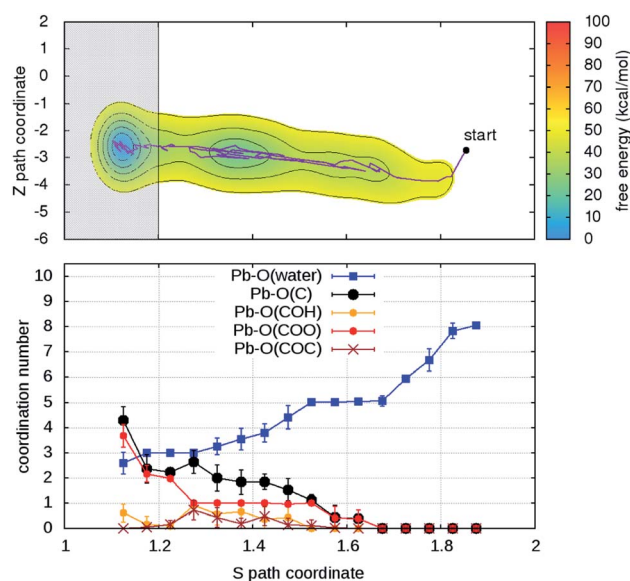 2
1
0
-1
-2
-3
-4
-5
-6
Z path coordinate
start
100
90
80
70
60
50
40
30
20
10
0
free energy (kcal/mol)
10
9
8
7
6
5
4
3
2
1
0
coordination number
Pb-O(water)
Pb-O(C)
Pb-O(COH)
Pb-O(COO)
Pb-O(COC)
1 1.2 1.4 1.6 1.8 2
S path coordinate